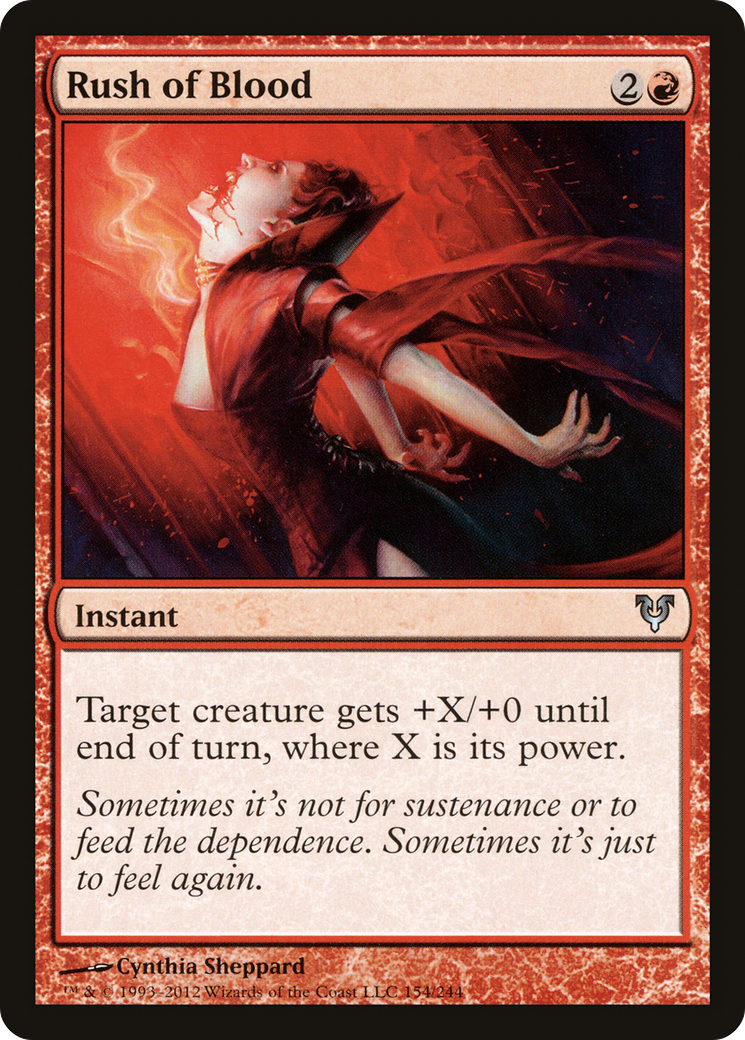 Rush of Blood
2
Instant
Target creature gets +X/+0 until
end of turn, where X is its power.
Sometimes it's not for sustenance or to
feed the dependence. Sometimes it's just
to feel again.
Cynthia Sheppard
™ & © 1993–2012 Wizards of the Coast LLC 154/244